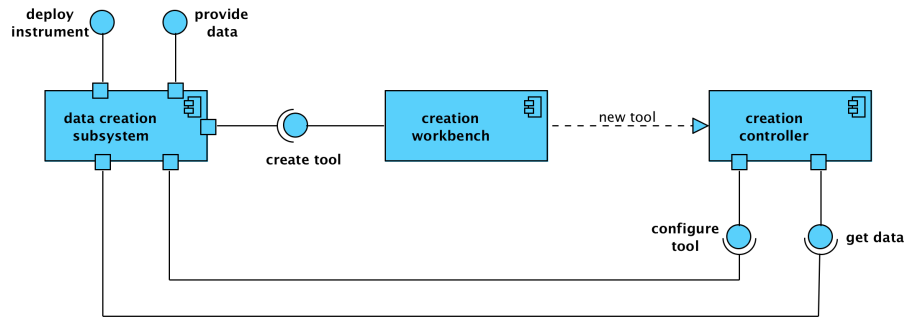 deploy
instrument
provide
data
data creation
subsystem
create tool
creation
workbench
new tool
creation
controller
configure
tool
get data